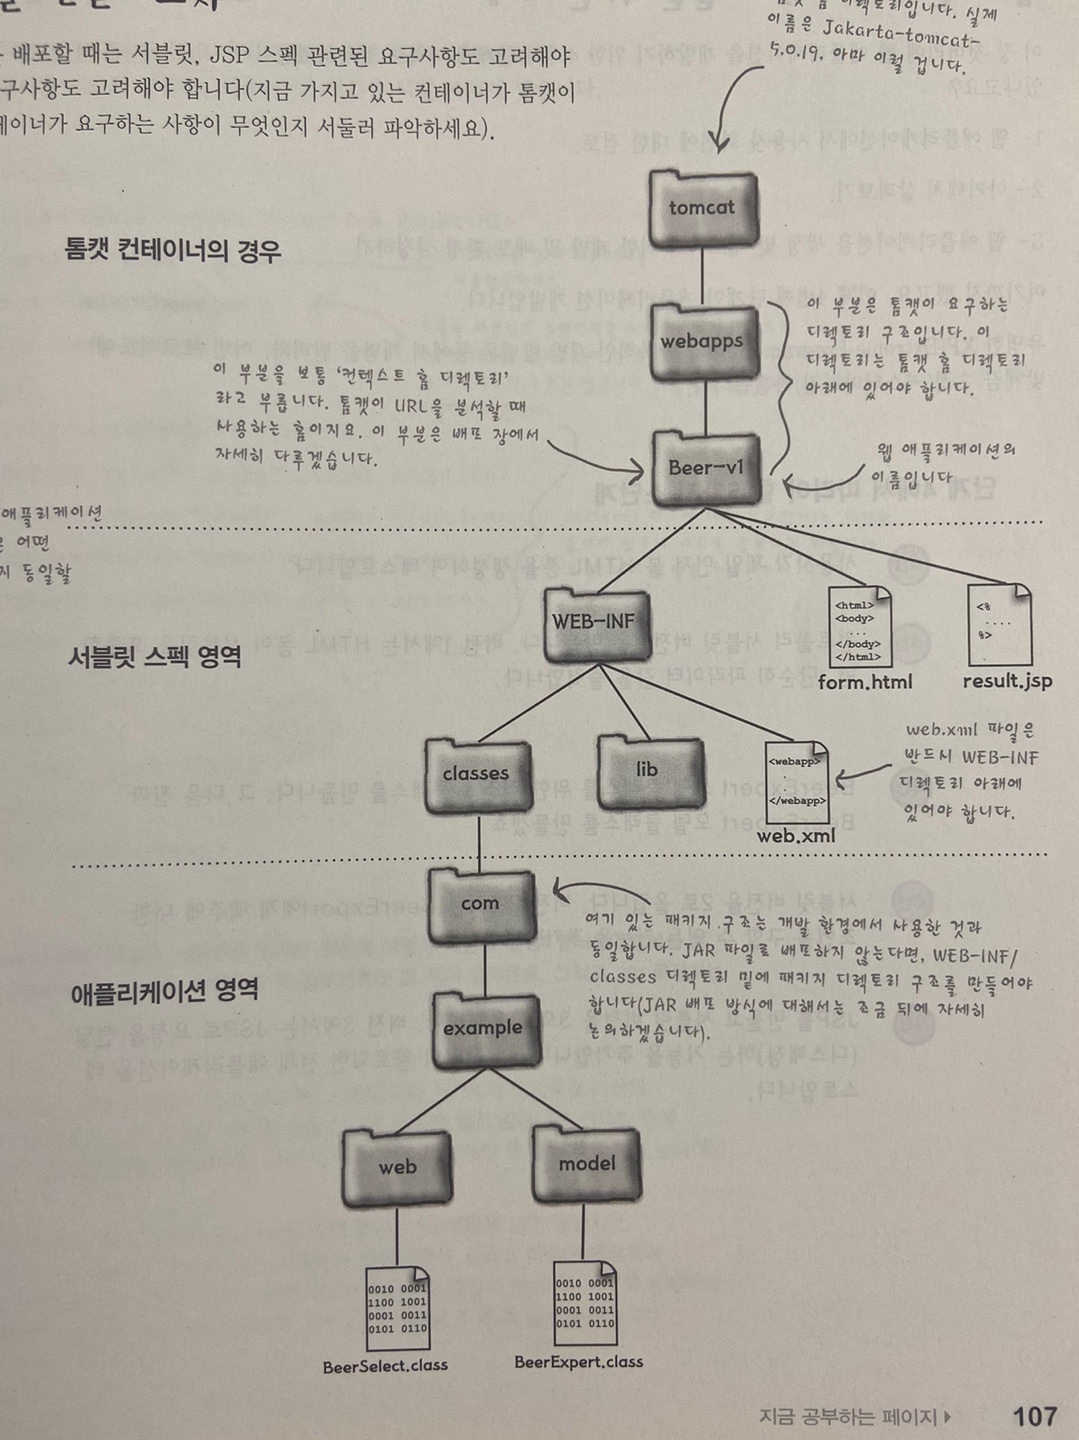 디렉토리입니다. 실제
이름은 Jakarta-tomcat-
5.0.19, 아마 이럴 겁니다.
배포할 때는 서블릿, JSP 스펙 관련된 요구사항도 고려해야
구사항도 고려해야 합니다(지금 가지고 있는 컨테이너가 톰캣이
이너가 요구하는 사항이 무엇인지 서둘러 파악하세요).
tomcat
톰캣 컨테이너의 경우
webapps
이 부분은 톰캣이 요구하는
디렉토리 구조입니다. 이
디렉토리는 톰캣 홈 디렉토리
아래에 있어야 합니다.
이 부분을 보통 '컨텍스트 홈 디렉토리'
라고 부릅니다. 톰캣이 URL을 분석할 때
사용하는 홈이지요. 이 부분은 배포 장에서
자세히 다루겠습니다.
Beer-v1
웹 애플리케이션의
이름입니다
애플리케이션
어떤
동일할
WEB-INF
<html>
<body>
....
</body>
</html>
form.html
<%
....
%>
result.jsp
서블릿 스펙 영역
classes
lib
<webapp>
.
</webapp>
web.xml
web.xml 파일은
반드시 WEB-INF
디렉토리 아래에
있어야 합니다.
com
여기 있는 패키지 구조는 개발 환경에서 사용한 것과
동일합니다. JAR 파일로 배포하지 않는다면, WEB-INF/
classes 디렉토리 밑에 패키지 디렉토리 구조를 만들어야
합니다(JAR 배포 방식에 대해서는 조금 뒤에 자세히
논의하겠습니다).
애플리케이션 영역
example
web
model
0010 0001
1100 1001
0001 0011
0101 0110
BeerSelect.class
0010 0001
1100 1001
0001 0011
0101 0110
BeerExpert.class
지금 공부하는 페이지 ▸ 107